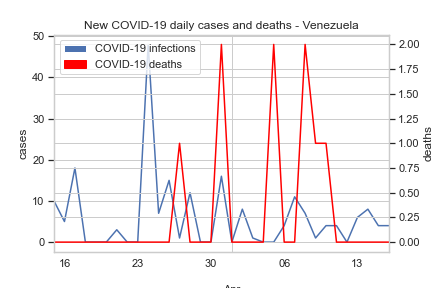 New COVID-19 daily cases and deaths - Venezuela
COVID-19 infections
COVID-19 deaths
cases
50
40
30
20
10
0
2.00
1.75
1.50
1.25
1.00
0.75
0.50
0.25
0.00
deaths
16 23 30 06 13